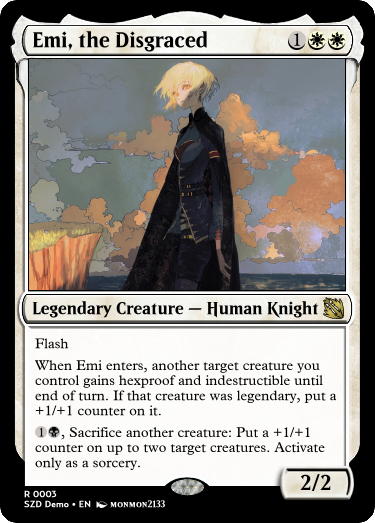 Emi, the Disgraced 1
Legendary Creature — Human Knight
Flash
When Emi enters, another target creature you
control gains hexproof and indestructible until
end of turn. If that creature was legendary, put a
+1/+1 counter on it.
1, Sacrifice another creature: Put a +1/+1
counter on up to two target creatures. Activate
only as a sorcery.
2/2
R 0003
SZD Demo • EN MONMON2133